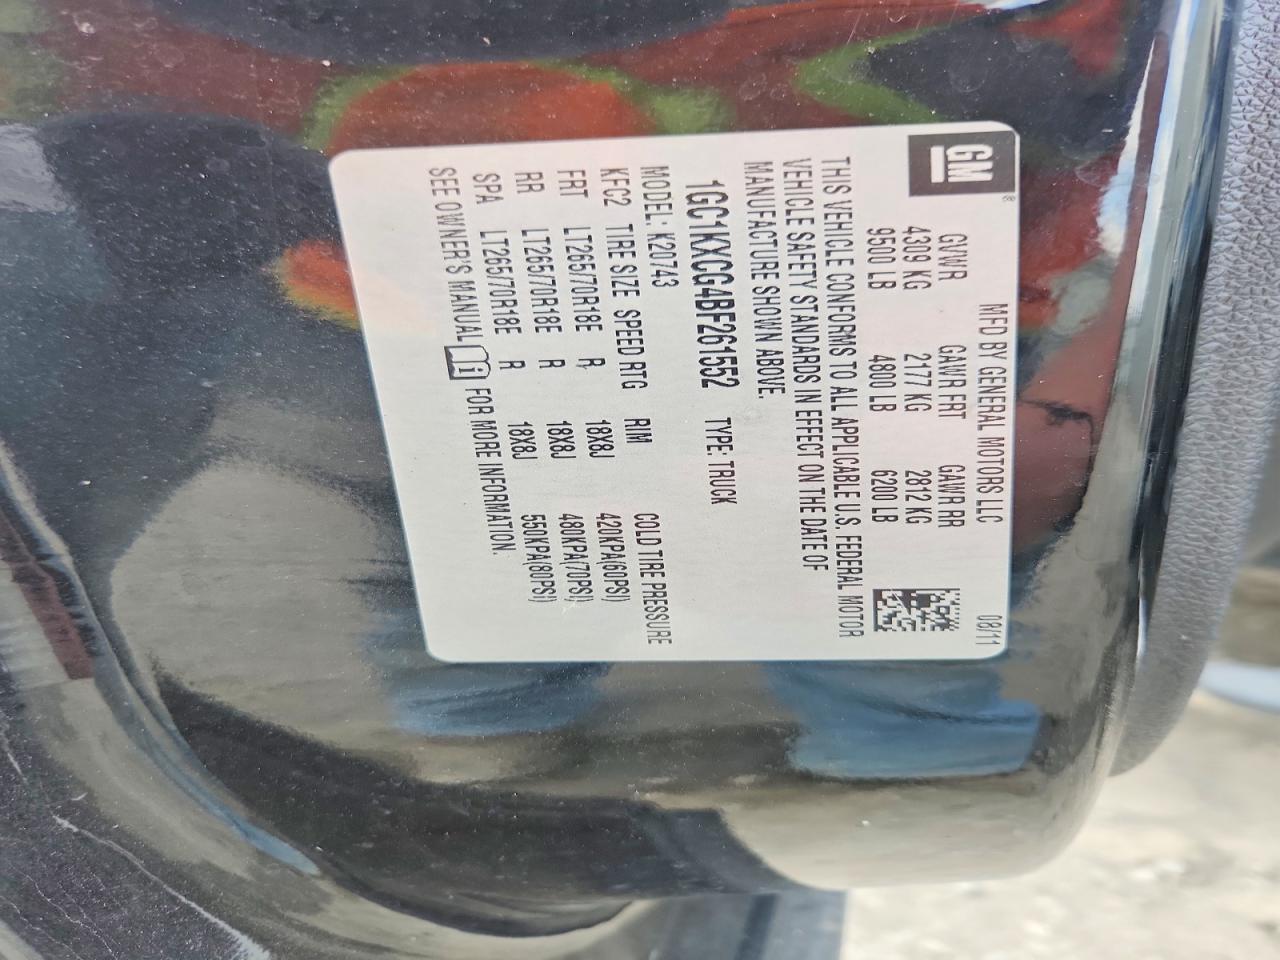 GM
®
MFD BY GENERAL MOTORS LLC 08/11
GVWR GAWR FRT GAWR RR
4309 KG 2177 KG 2812 KG
9500 LB 4800 LB 6200 LB
THIS VEHICLE CONFORMS TO ALL APPLICABLE U.S. FEDERAL MOTOR
VEHICLE SAFETY STANDARDS IN EFFECT ON THE DATE OF
MANUFACTURE SHOWN ABOVE.
1GC1KXCG4BF261552 TYPE: TRUCK
MODEL: K20743
KFC2 TIRE SIZE SPEED RTG RIM COLD TIRE PRESSURE
FRT LT265/70R18E R 18X8J 420KPA(60PSI)
RR LT265/70R18E R 18X8J 480KPA(70PSI)
SPA LT265/70R18E R 18X8J 550KPA(80PSI)
SEE OWNER'S MANUAL i FOR MORE INFORMATION.